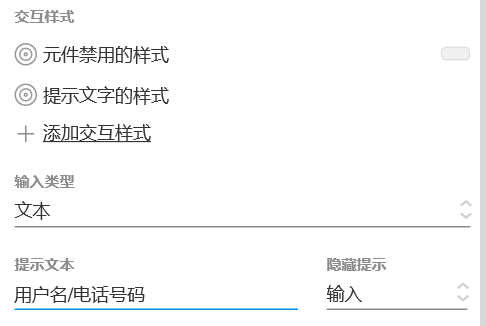 交互样式
元件禁用的样式
提示文字的样式
添加交互样式
输入类型
文本
提示文本 隐藏提示
用户名/电话号码 输入